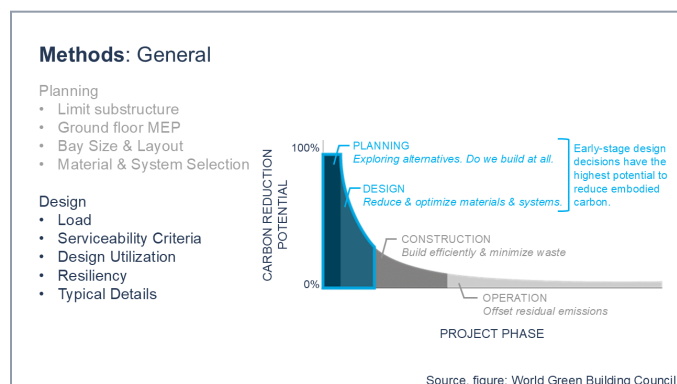 Methods: General
Planning
• Limit substructure
• Ground floor MEP
• Bay Size & Layout
• Material & System Selection
Design
• Load
• Serviceability Criteria
• Design Utilization
• Resiliency
• Typical Details
CARBON REDUCTION
POTENTIAL
100%
0%
PLANNING
Exploring alternatives. Do we build at all.
DESIGN
Reduce & optimize materials & systems.
Early-stage design
decisions have the
highest potential to
reduce embodied
carbon.
CONSTRUCTION
Build efficiently & minimize waste
OPERATION
Offset residual emissions
PROJECT PHASE
Source, figure: World Green Building Council